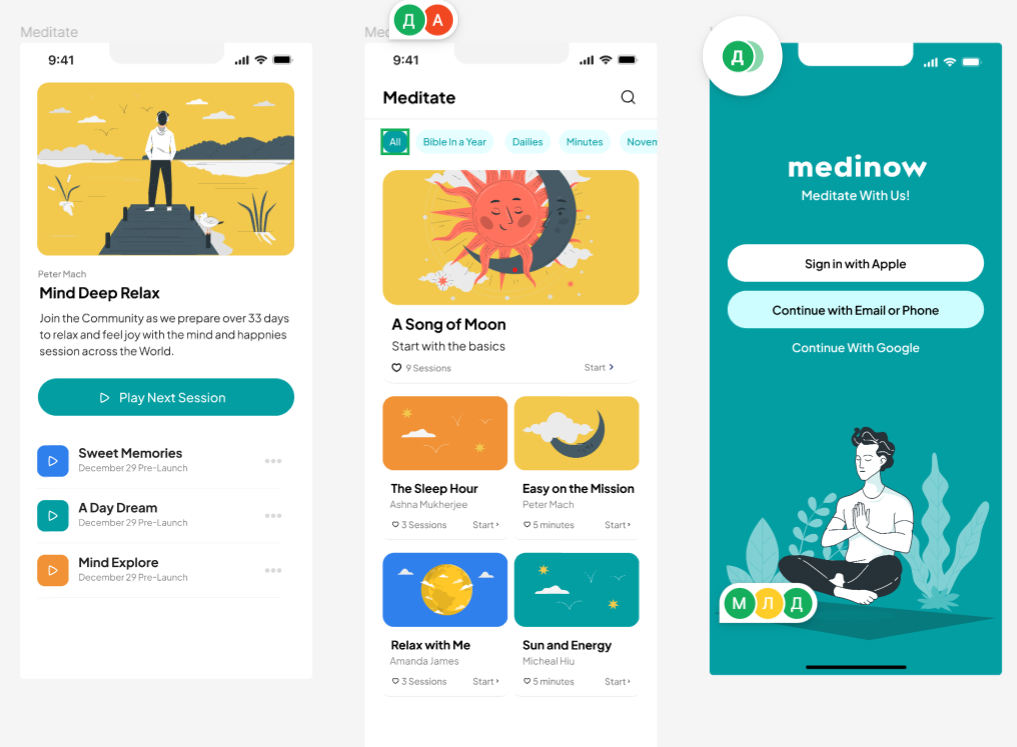 Meditate
9:41
Peter Mach
Mind Deep Relax
Join the Community as we prepare over 33 days
to relax and feel joy with the mind and happnies
session across the World.
Play Next Session
Sweet Memories
December 29 Pre-Launch
A Day Dream
December 29 Pre-Launch
Mind Explore
December 29 Pre-Launch
Д А
Med
9:41
Meditate
All Bible In a Year Dailies Minutes Noven
A Song of Moon
Start with the basics
9 Sessions Start
The Sleep Hour
Ashna Mukherjee
3 Sessions Start
Easy on the Mission
Peter Mach
5 minutes Start
Relax with Me
Amanda James
3 Sessions Start
Sun and Energy
Micheal Hiu
5 minutes Start
Д
medinow
Meditate With Us!
Sign in with Apple
Continue with Email or Phone
Continue With Google
М Л Д